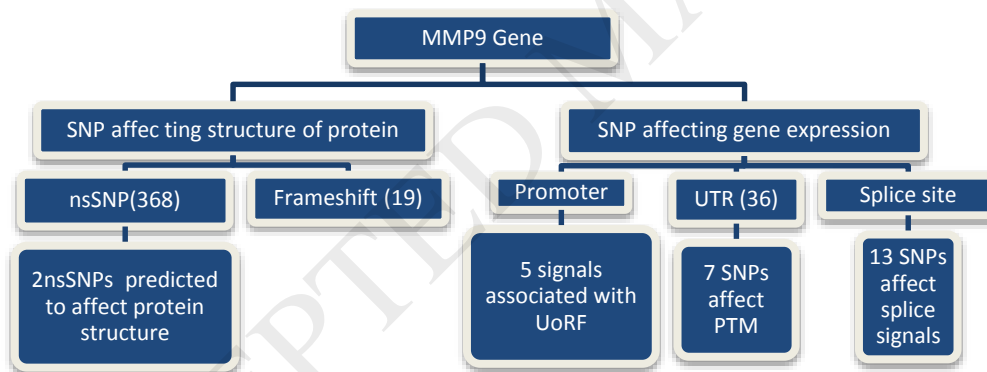 MMP9 Gene
SNP affec ting structure of protein
SNP affecting gene expression
nsSNP(368)
Frameshift (19)
Promoter
UTR (36)
Splice site
2nsSNPs predicted
to affect protein
structure
5 signals
associated with
UoRF
7 SNPs
affect
PTM
13 SNPs
affect
splice
signals